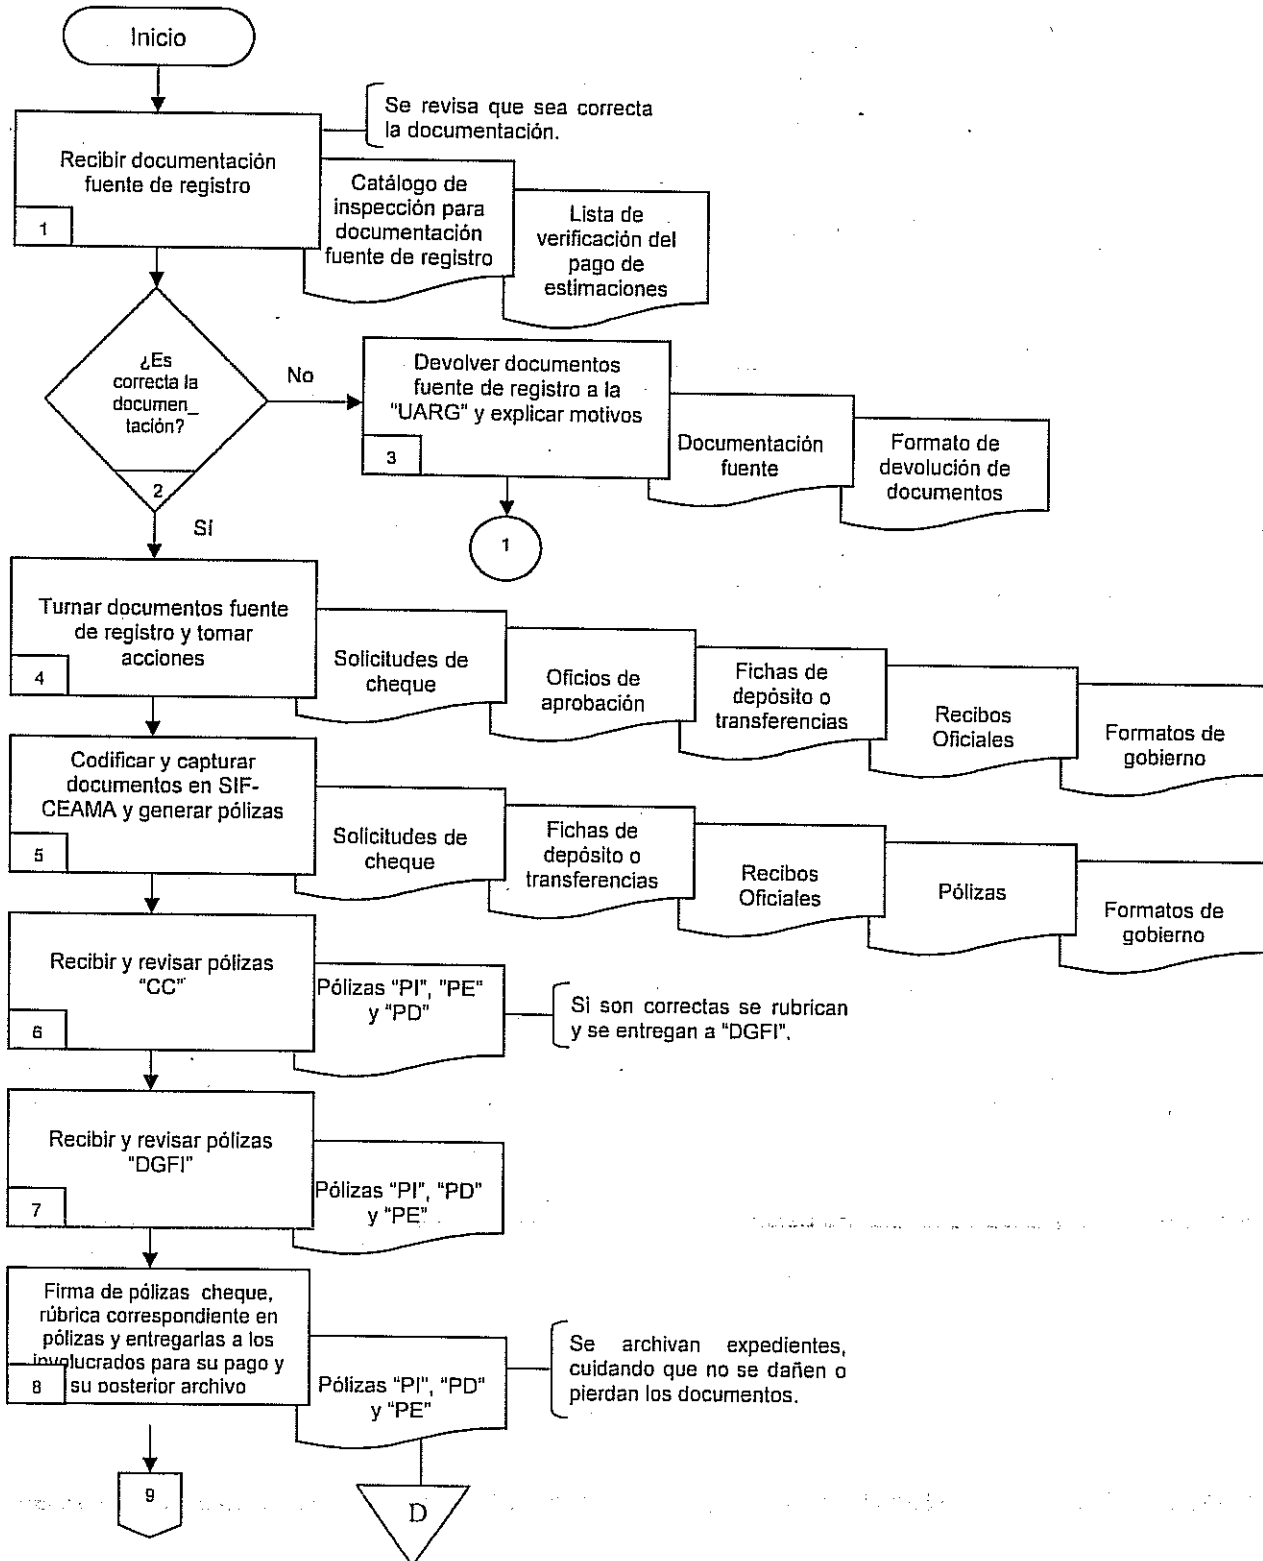 Inicio
Se revisa que sea correcta
la documentación.
Recibir documentación
fuente de registro
1
Catálogo de
inspección para
documentación
fuente de registro
Lista de
verificación del
pago de
estimaciones
¿Es
correcta la
documen_
tación?
2
No
Sí
Devolver documentos
fuente de registro a la
"UARG" y explicar motivos
3
Documentación
fuente
Formato de
devolución de
documentos
1
Turnar documentos fuente
de registro y tomar
acciones
4
Solicitudes de
cheque
Oficios de
aprobación
Fichas de
depósito o
transferencias
Recibos
Oficiales
Formatos de
gobierno
Codificar y capturar
documentos en SIF-
CEAMA y generar pólizas
5
Solicitudes de
cheque
Fichas de
depósito o
transferencias
Recibos
Oficiales
Pólizas
Formatos de
gobierno
Recibir y revisar pólizas
"CC"
6
Pólizas "PI", "PE"
y "PD"
Si son correctas se rubrican
y se entregan a "DGFI".
Recibir y revisar pólizas
"DGFI"
7
Pólizas "PI", "PD"
y "PE"
Firma de pólizas cheque,
rúbrica correspondiente en
pólizas y entregarlas a los
involucrados para su pago y
su posterior archivo
8
Pólizas "PI", "PD"
y "PE"
Se archivan expedientes,
cuidando que no se dañen o
pierdan los documentos.
9
D